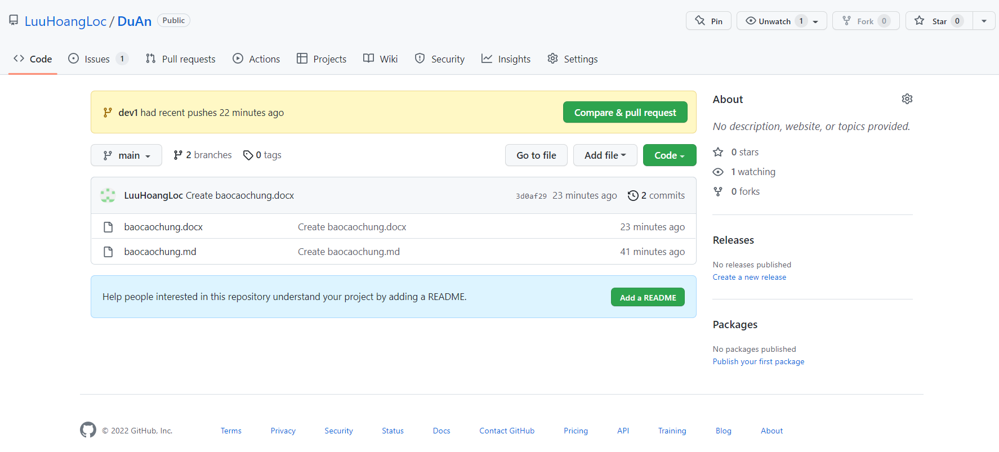 LuuHoangLoc / DuAn Public
Pin Unwatch 1 Fork 0 Star 0
Code Issues 1 Pull requests Actions Projects Wiki Security Insights Settings
dev1 had recent pushes 22 minutes ago Compare & pull request
main 2 branches 0 tags Go to file Add file Code
LuuHoangLoc Create baocaochung.docx 3d0af29 23 minutes ago 2 commits
baocaochung.docx Create baocaochung.docx 23 minutes ago
baocaochung.md Create baocaochung.md 41 minutes ago
Help people interested in this repository understand your project by adding a README. Add a README
About
No description, website, or topics provided.
0 stars
1 watching
0 forks
Releases
No releases published
Create a new release
Packages
No packages published
Publish your first package
© 2022 GitHub, Inc. Terms Privacy Security Status Docs Contact GitHub Pricing API Training Blog About